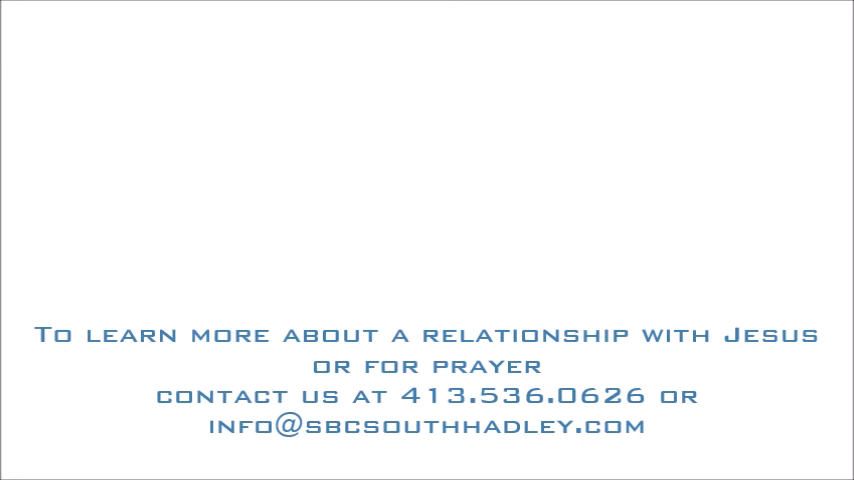 To learn more about a relationship with Jesus
or for prayer
contact us at 413.536.0626 or
info@sbcsouthhadley.com